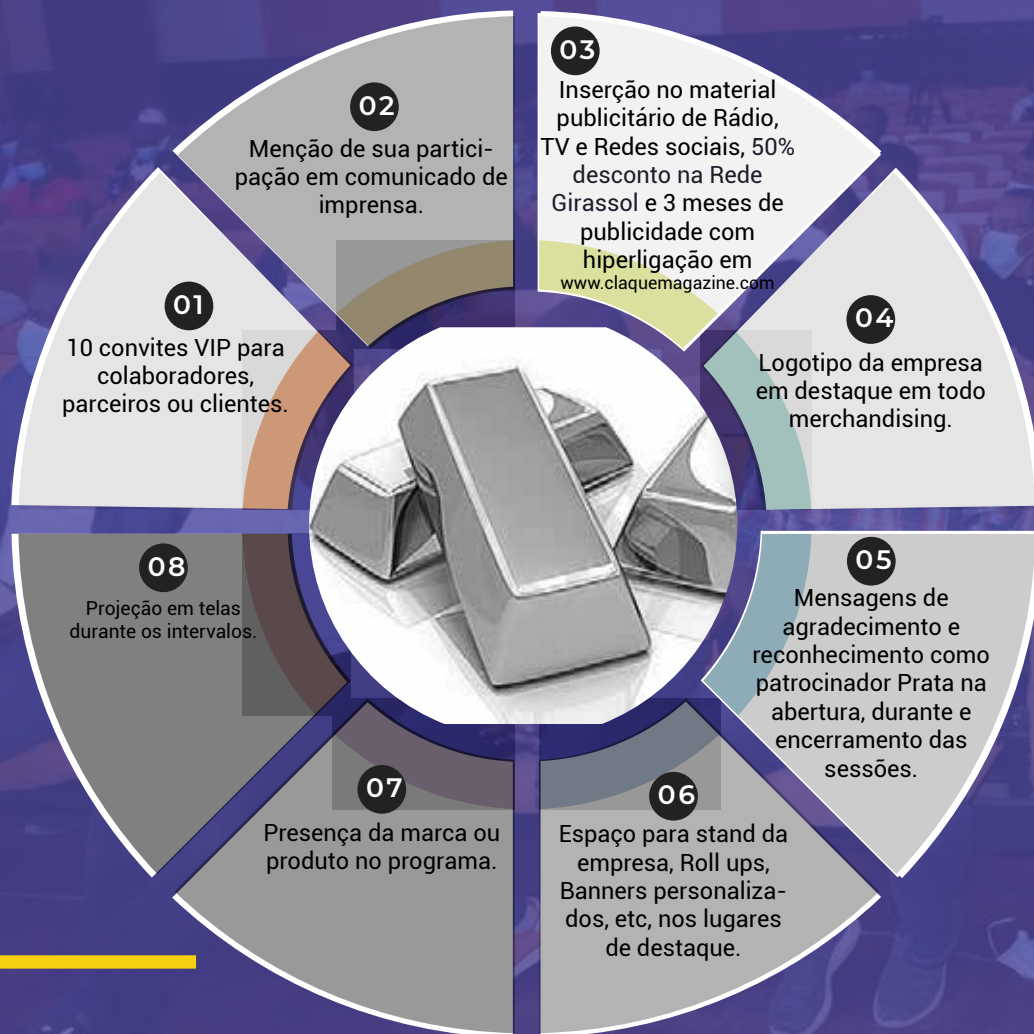 01
10 convites VIP para
colaboradores,
parceiros ou clientes.
02
Menção de sua partici-
pação em comunicado de
imprensa.
03
Inserção no material
publicitário de Rádio,
TV e Redes sociais, 50%
desconto na Rede
Girassol e 3 meses de
publicidade com
hiperligação em
www.claquemagazine.com
04
Logotipo da empresa
em destaque em todo
merchandising.
05
Mensagens de
agradecimento e
reconhecimento como
patrocinador Prata na
abertura, durante e
encerramento das
sessões.
06
Espaço para stand da
empresa, Roll ups,
Banners personaliza-
dos, etc, nos lugares
de destaque.
07
Presença da marca ou
produto no programa.
08
Projeção em telas
durante os intervalos.